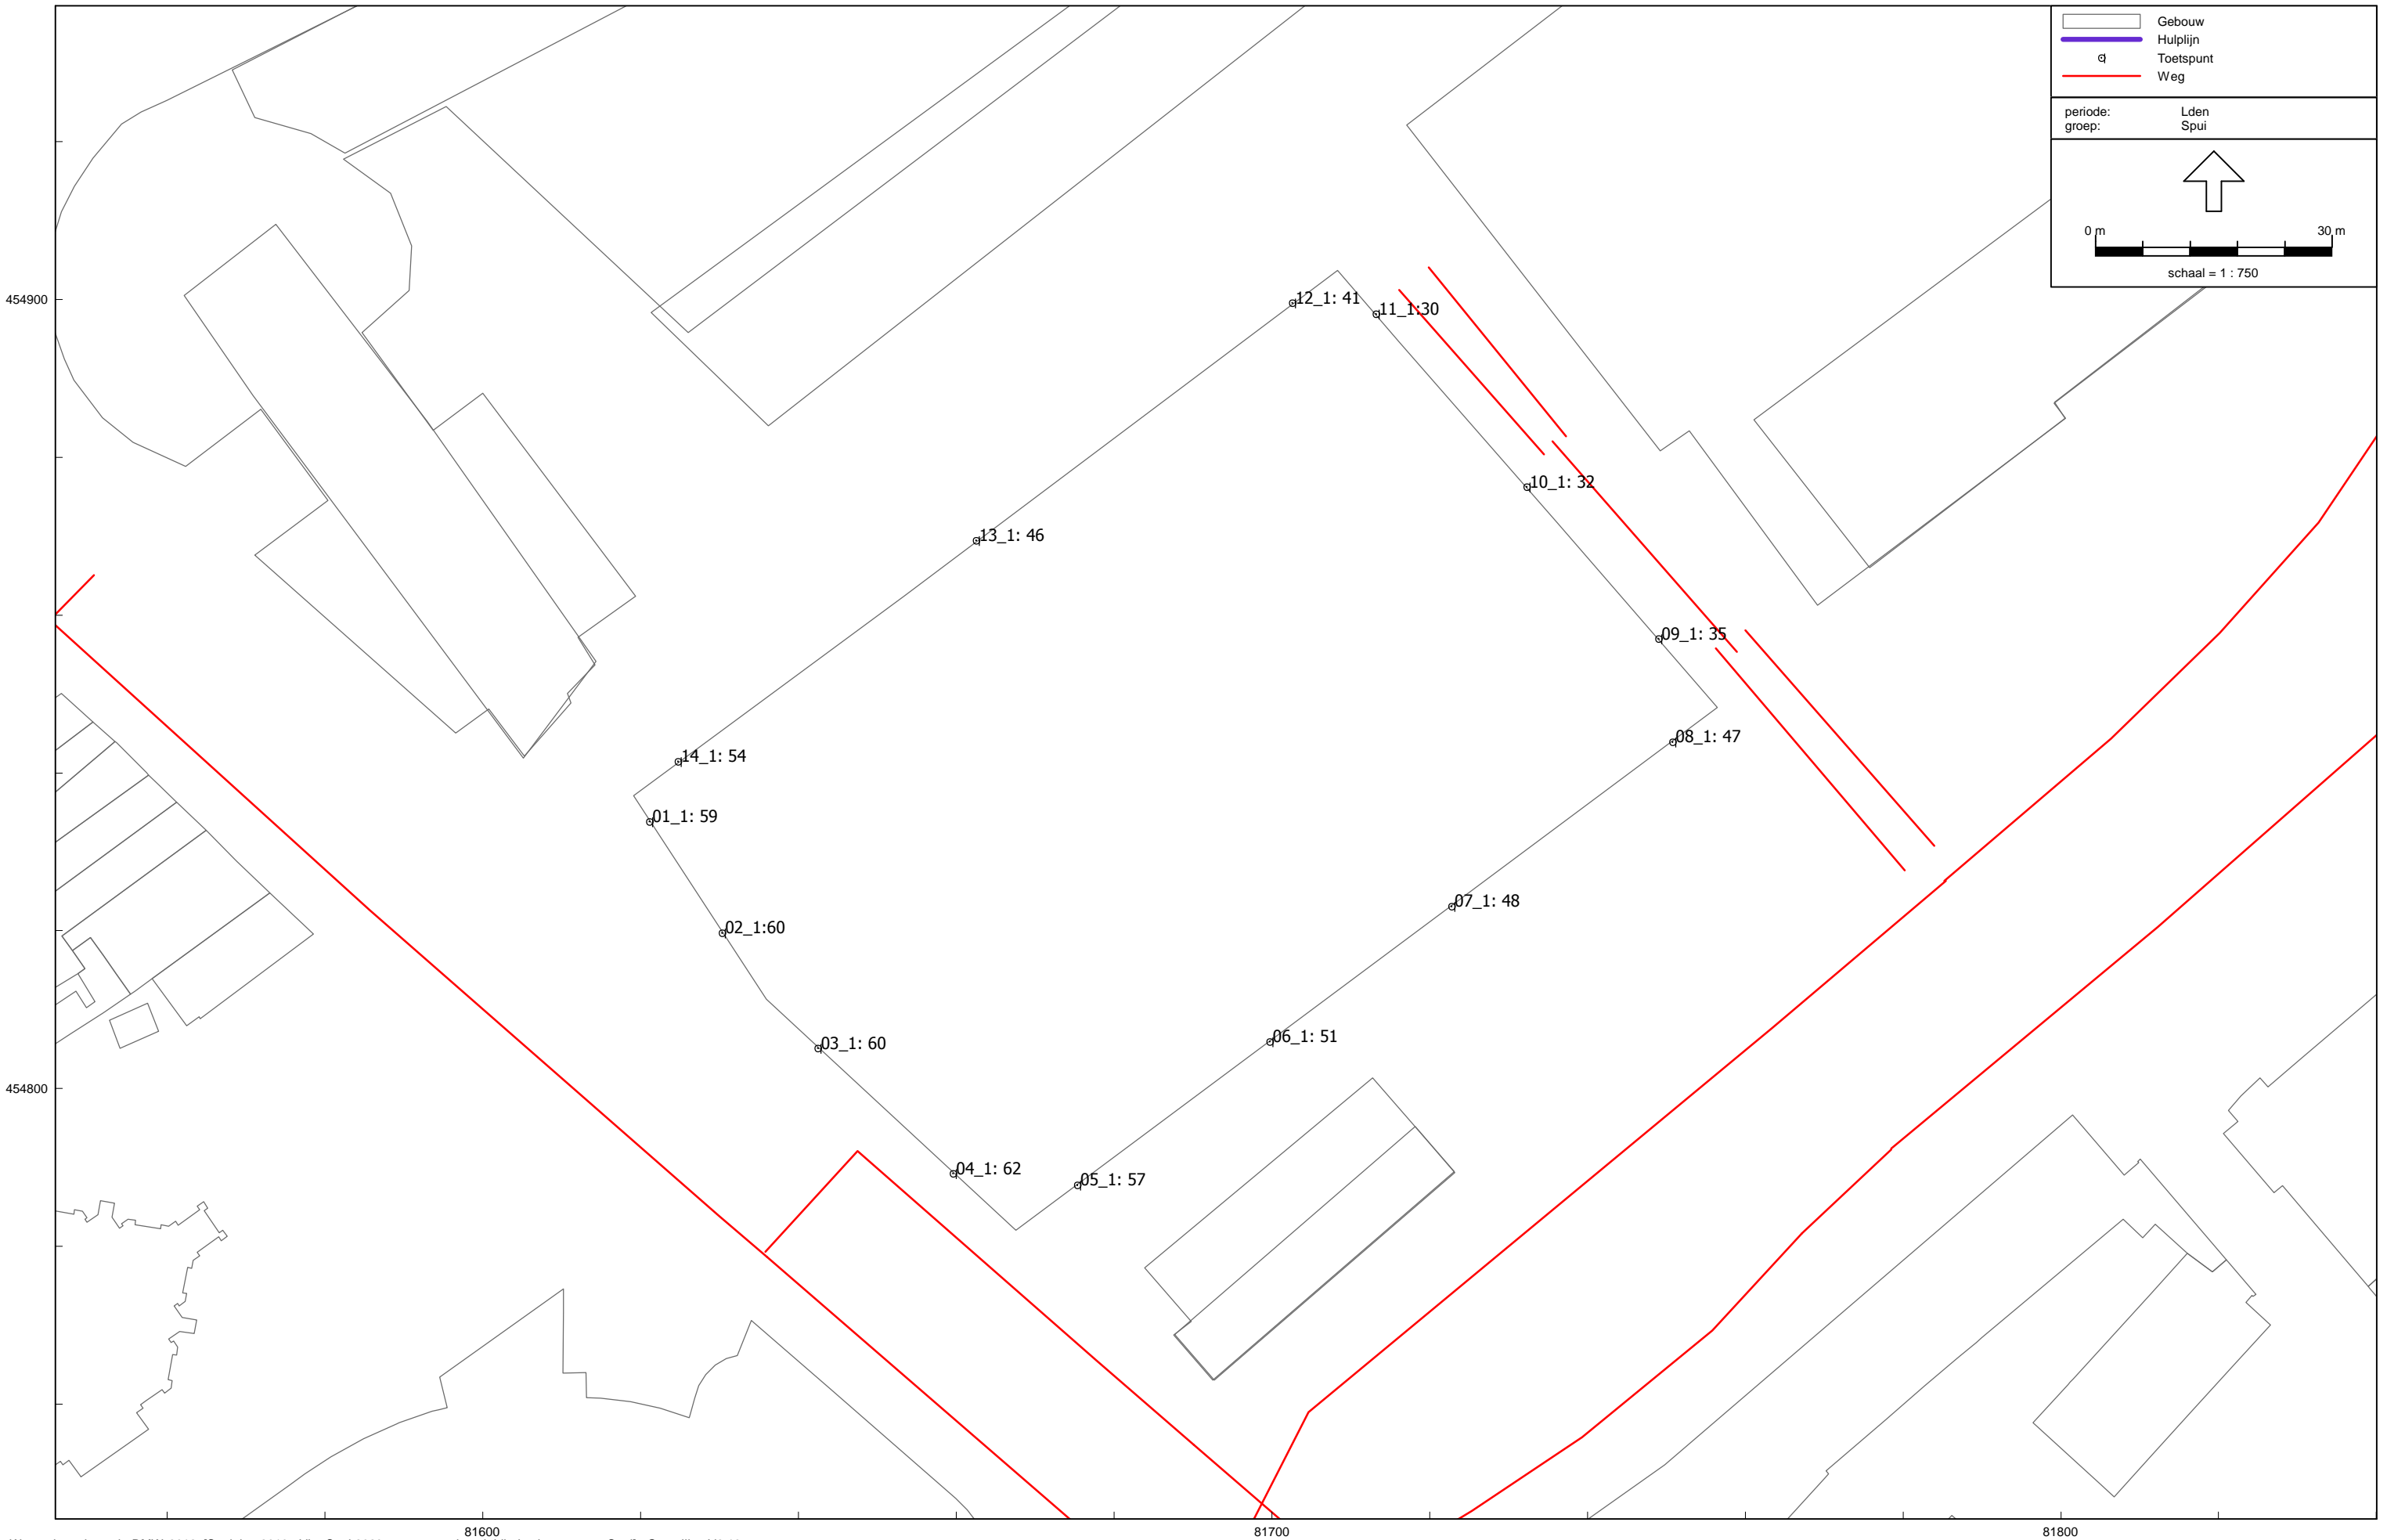 Gebouw
Hulplijn
Toetspunt
Weg
periode: Lden
groep: Spui
0 m 30 m
schaal = 1 : 750
454900
12_1: 41
11_1:30
10_1: 32
13_1: 46
09_1: 35
08_1: 47
14_1: 54
01_1: 59
07_1: 48
02_1:60
06_1: 51
03_1: 60
454800
04_1: 62
05_1: 57
81600 81700 81800